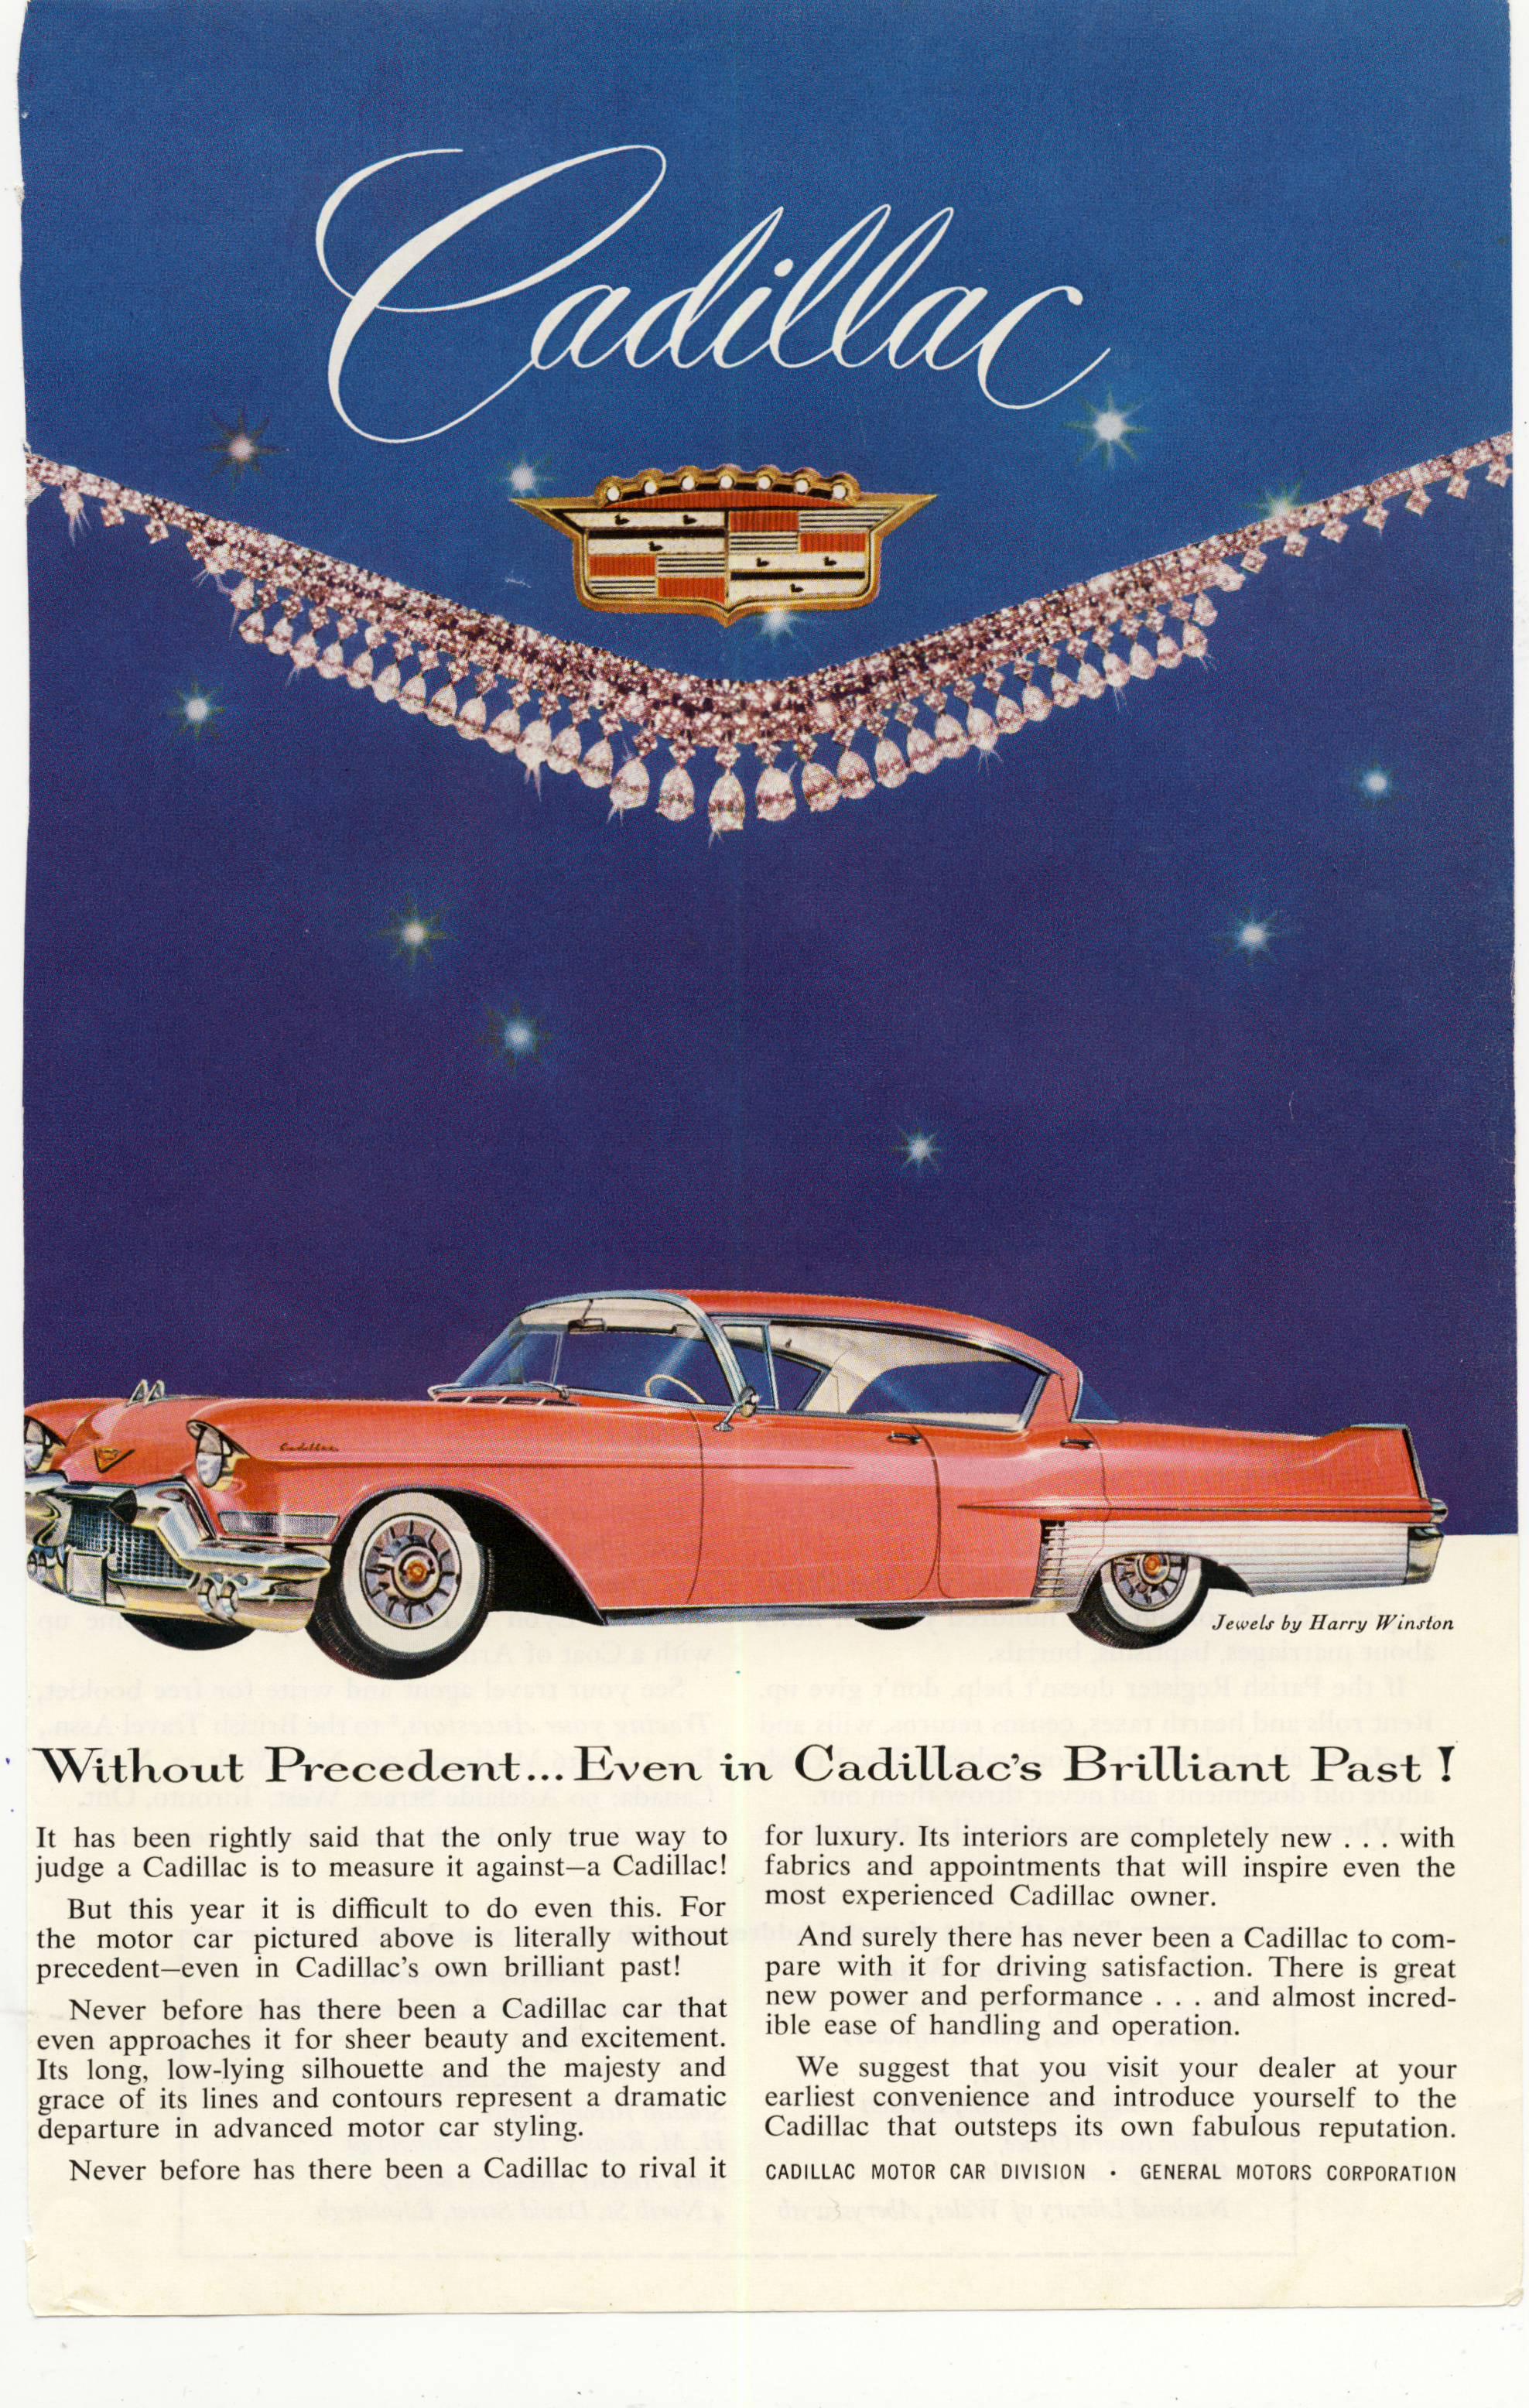 Cadillac
Cadillac
Jewels by Harry Winston
Without Precedent... Even in Cadillac's Brilliant Past !
It has been rightly said that the only true way to
judge a Cadillac is to measure it against—a Cadillac!
But this year it is difficult to do even this. For
the motor car pictured above is literally without
precedent—even in Cadillac's own brilliant past!
Never before has there been a Cadillac car that
even approaches it for sheer beauty and excitement.
Its long, low-lying silhouette and the majesty and
grace of its lines and contours represent a dramatic
departure in advanced motor car styling.
Never before has there been a Cadillac to rival it
for luxury. Its interiors are completely new . . . with
fabrics and appointments that will inspire even the
most experienced Cadillac owner.
And surely there has never been a Cadillac to com-
pare with it for driving satisfaction. There is great
new power and performance . . . and almost incred-
ible ease of handling and operation.
We suggest that you visit your dealer at your
earliest convenience and introduce yourself to the
Cadillac that outsteps its own fabulous reputation.
CADILLAC MOTOR CAR DIVISION • GENERAL MOTORS CORPORATION